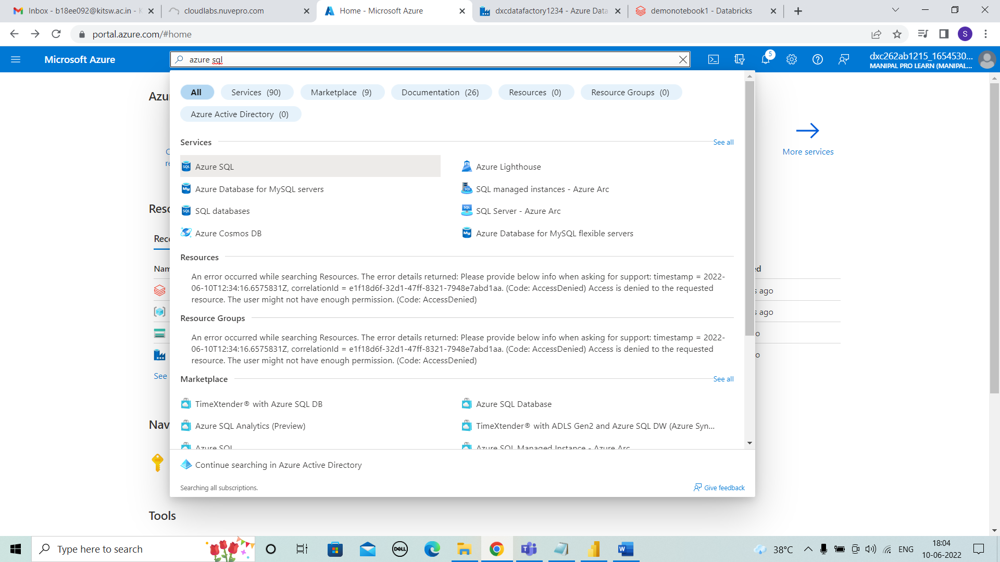 Inbox - b18ee092@kitsw.ac.in - K
cloudlabs.nuvepro.com
Home - Microsoft Azure
dxcdatafactory1234 - Azure Data
demonotebook1 - Databricks
portal.azure.com/#home
S
Microsoft Azure
azure sql
5
dxc262ab1215_1654530...
MANIPAL PRO LEARN (MANIPAL...
All
Services (90)
Marketplace (9)
Documentation (26)
Resources (0)
Resource Groups (0)
Azure Active Directory (0)
Azu
More services
Services
See all
Azure SQL
Azure Lighthouse
Azure Database for MySQL servers
SQL managed instances - Azure Arc
SQL databases
SQL Server - Azure Arc
Azure Cosmos DB
Azure Database for MySQL flexible servers
Reso
Rece
Nam
See
Resources
An error occurred while searching Resources. The error details returned: Please provide below info when asking for support: timestamp = 2022-
06-10T12:34:16.6575831Z, correlationId = e1f18d6f-32d1-47ff-8321-7948e7abd1aa. (Code: AccessDenied) Access is denied to the requested
resource. The user might not have enough permission. (Code: AccessDenied)
Resource Groups
An error occurred while searching Resources. The error details returned: Please provide below info when asking for support: timestamp = 2022-
06-10T12:34:16.6575831Z, correlationId = e1f18d6f-32d1-47ff-8321-7948e7abd1aa. (Code: AccessDenied) Access is denied to the requested
resource. The user might not have enough permission. (Code: AccessDenied)
ed
s ago
s ago
o
o
Marketplace
See all
TimeXtender® with Azure SQL DB
Azure SQL Database
Azure SQL Analytics (Preview)
TimeXtender® with ADLS Gen2 and Azure SQL DW (Azure Syn...
Azure SQL
Azure SQL Managed Instance - Azure Arc
Nav
Continue searching in Azure Active Directory
Searching all subscriptions.
Give feedback
Tools
Type here to search
DELL
38°C
ENG
18:04
10-06-2022